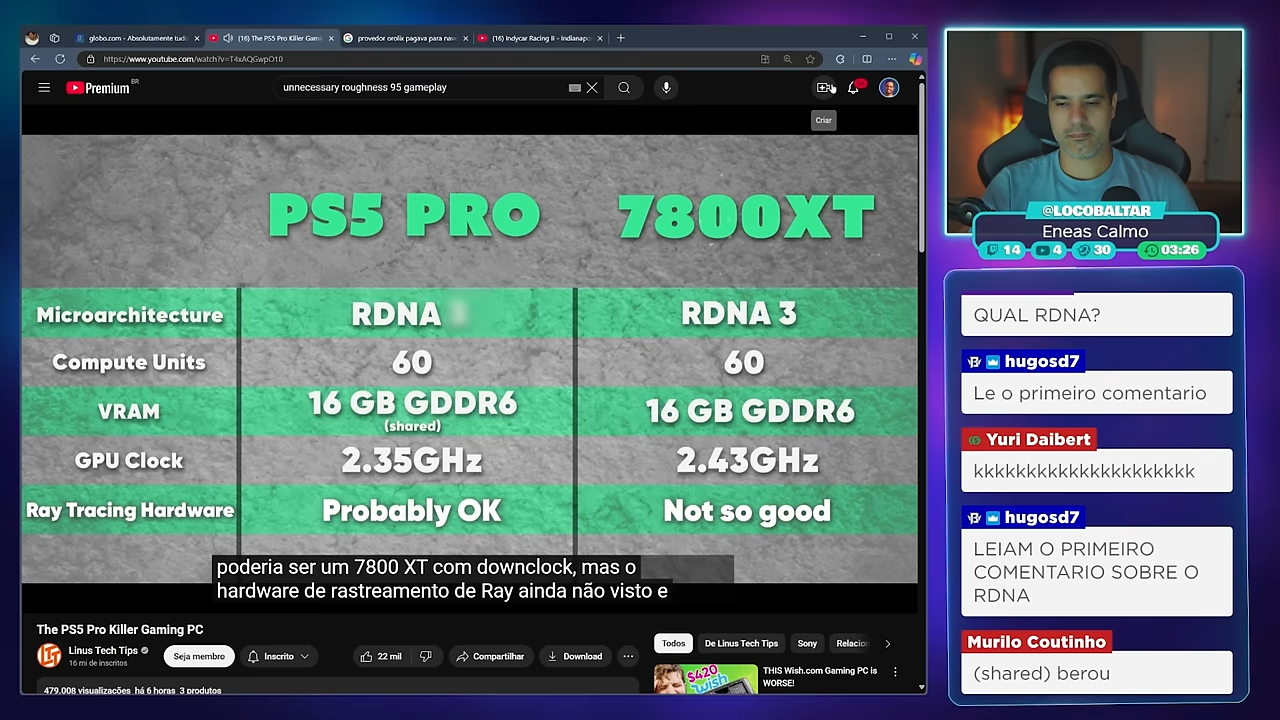 globo.com - Absolutamente tudo
(16) The PS5 Pro Killer Gami
provedor orolix pagava para nave
(16) Indycar Racing II - Indianapo
https://www.youtube.com/watch?v=T4xAQGwpO10
Premium
BR
unnecessary roughness 95 gameplay
Criar
PS5 PRO
7800XT
Microarchitecture
RDNA
RDNA 3
Compute Units
60
60
VRAM
16 GB GDDR6
(shared)
16 GB GDDR6
GPU Clock
2.35GHz
2.43GHz
Ray Tracing Hardware
Probably OK
Not so good
poderia ser um 7800 XT com downclock, mas o
hardware de rastreamento de Ray ainda não visto e
The PS5 Pro Killer Gaming PC
Linus Tech Tips
16 mi de inscritos
Seja membro
Inscrito
22 mil
Compartilhar
Download
479.008 visualizações há 6 horas 3 produtos
Todos
De Linus Tech Tips
Sony
Relacion
$420
wish
THIS Wish.com Gaming PC is
WORSE!
@LOCOBALTAR
Eneas Calmo
14
4
30
03:26
QUAL RDNA?
hugosd7
Le o primeiro comentario
Yuri Daibert
kkkkkkkkkkkkkkkkkkkkk
hugosd7
LEIAM O PRIMEIRO
COMENTARIO SOBRE O
RDNA
Murilo Coutinho
(shared) berou